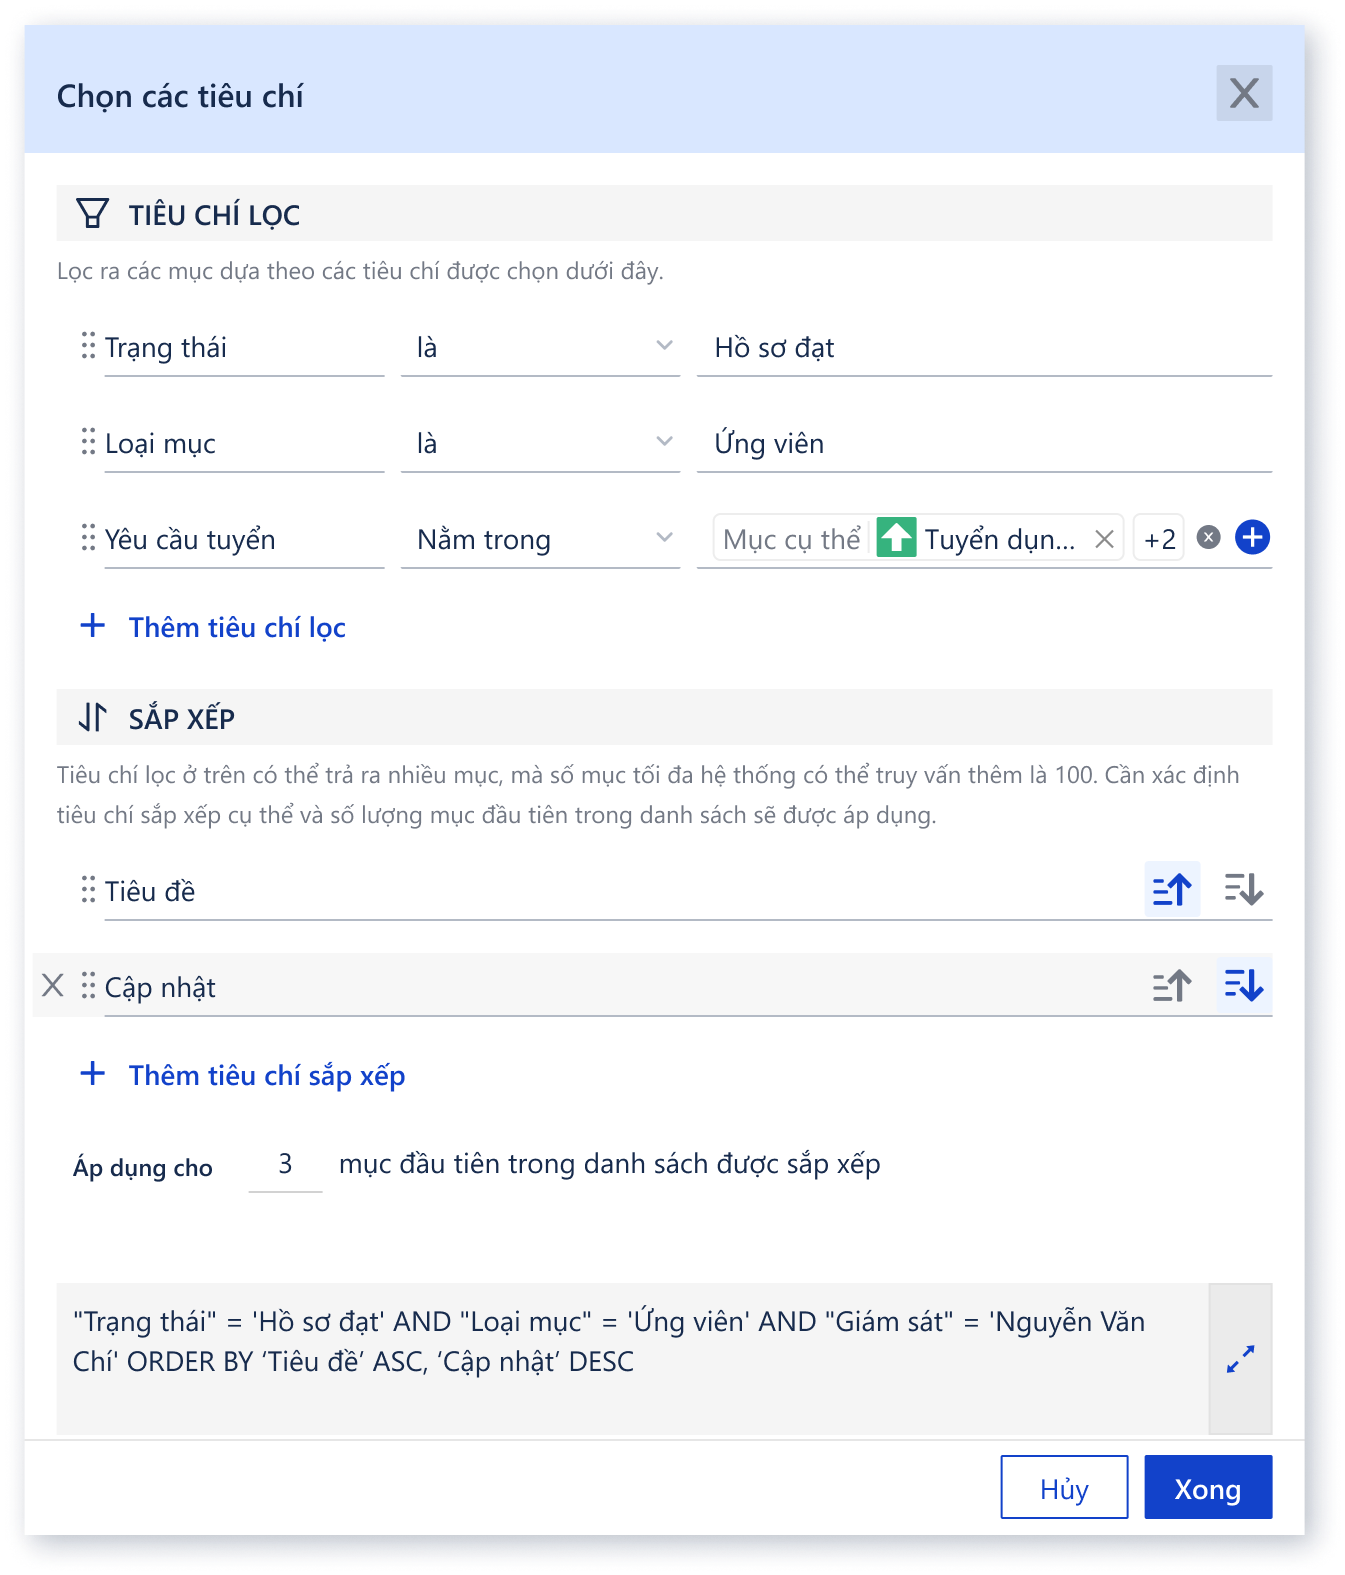 Chọn các tiêu chí
TIÊU CHÍ LỌC
Lọc ra các mục dựa theo các tiêu chí được chọn dưới đây.
Trạng thái là Hồ sơ đạt
Loại mục là Ứng viên
Yêu cầu tuyển Nằm trong Mục cụ thể Tuyển dụn... +2
Thêm tiêu chí lọc
SẮP XẾP
Tiêu chí lọc ở trên có thể trả ra nhiều mục, mà số mục tối đa hệ thống có thể truy vấn thêm là 100. Cần xác định
tiêu chí sắp xếp cụ thể và số lượng mục đầu tiên trong danh sách sẽ được áp dụng.
Tiêu đề
Cập nhật
Thêm tiêu chí sắp xếp
Áp dụng cho 3 mục đầu tiên trong danh sách được sắp xếp
"Trạng thái" = 'Hồ sơ đạt' AND "Loại mục" = 'Ứng viên' AND "Giám sát" = 'Nguyễn Văn
Chí' ORDER BY ‘Tiêu đề’ ASC, ‘Cập nhật’ DESC
Hủy Xong